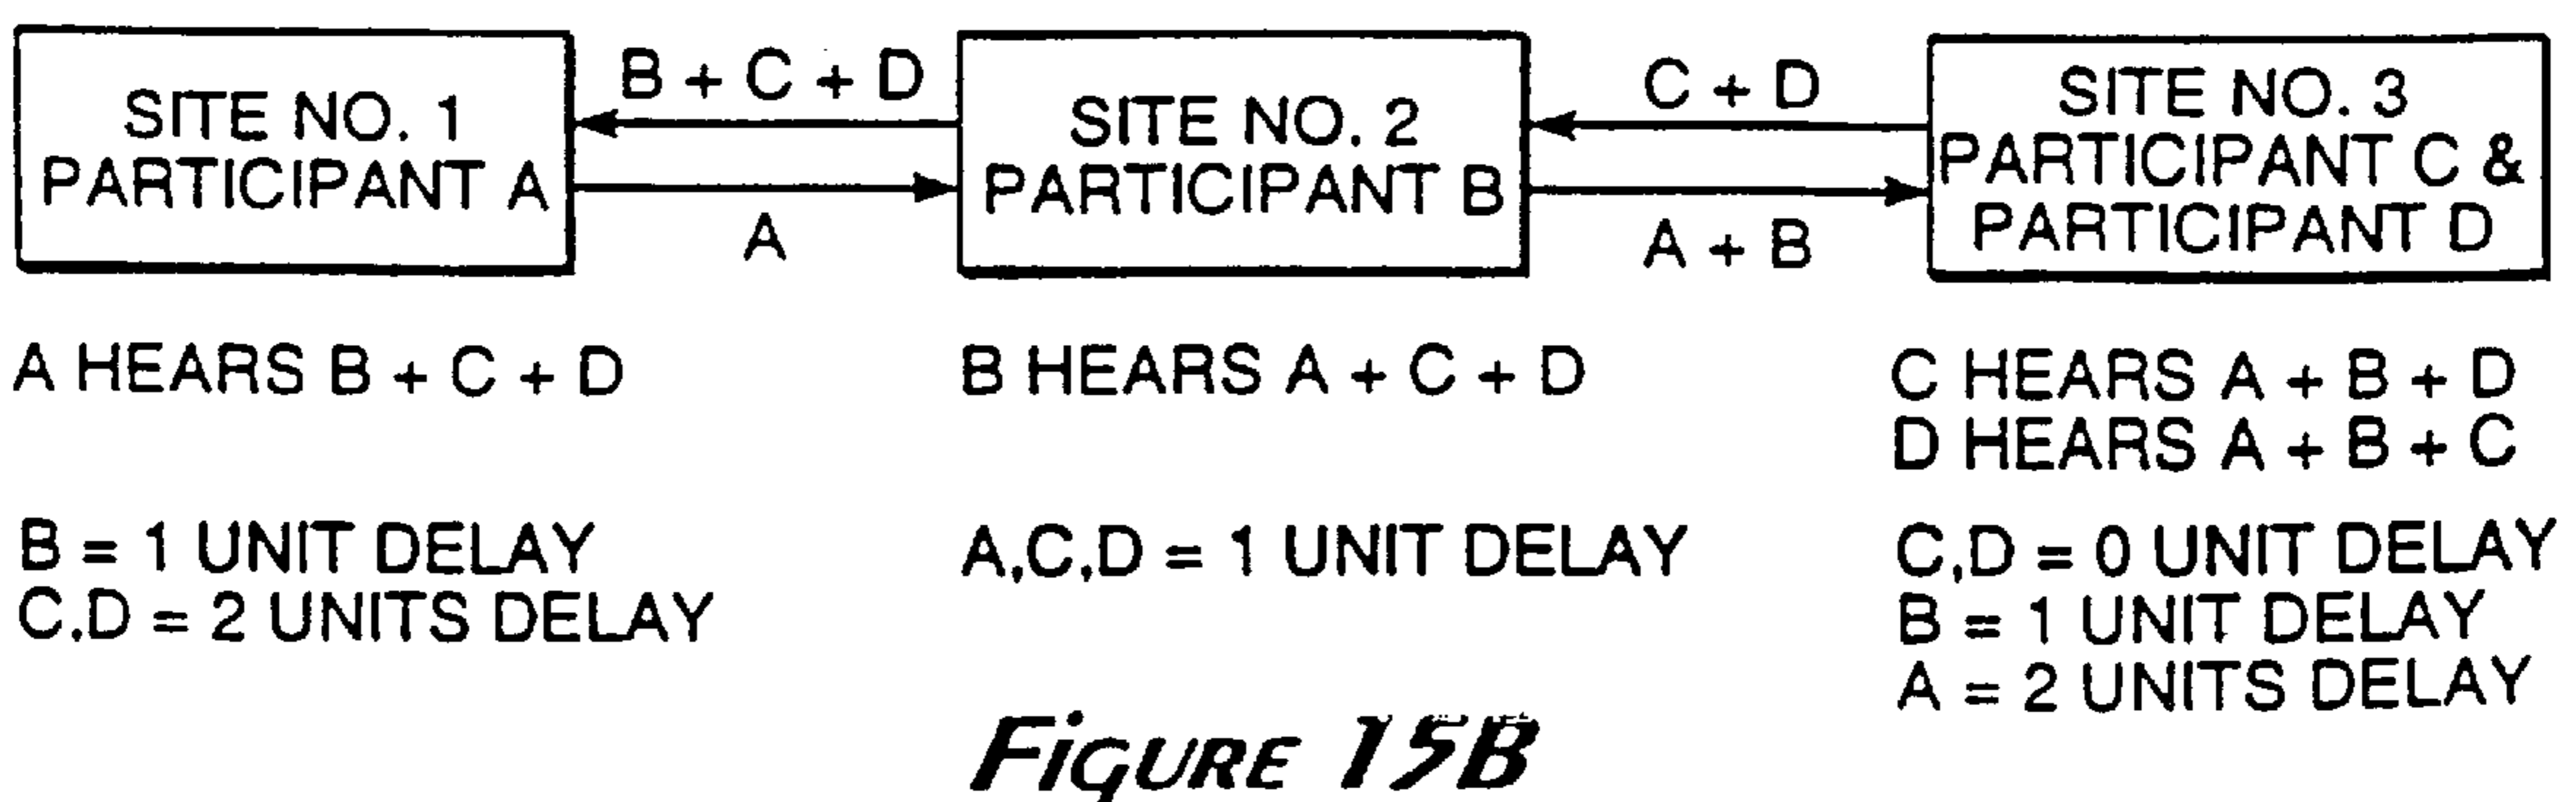 SITE NO. 1
PARTICIPANT A
B + C + D
A
SITE NO. 2
PARTICIPANT B
C + D
A + B
SITE NO. 3
PARTICIPANT C &
PARTICIPANT D
A HEARS B + C + D
B = 1 UNIT DELAY
C,D = 2 UNITS DELAY
B HEARS A + C + D
A,C,D = 1 UNIT DELAY
C HEARS A + B + D
D HEARS A + B + C
C,D = 0 UNIT DELAY
B = 1 UNIT DELAY
A = 2 UNITS DELAY
FIGURE 15B